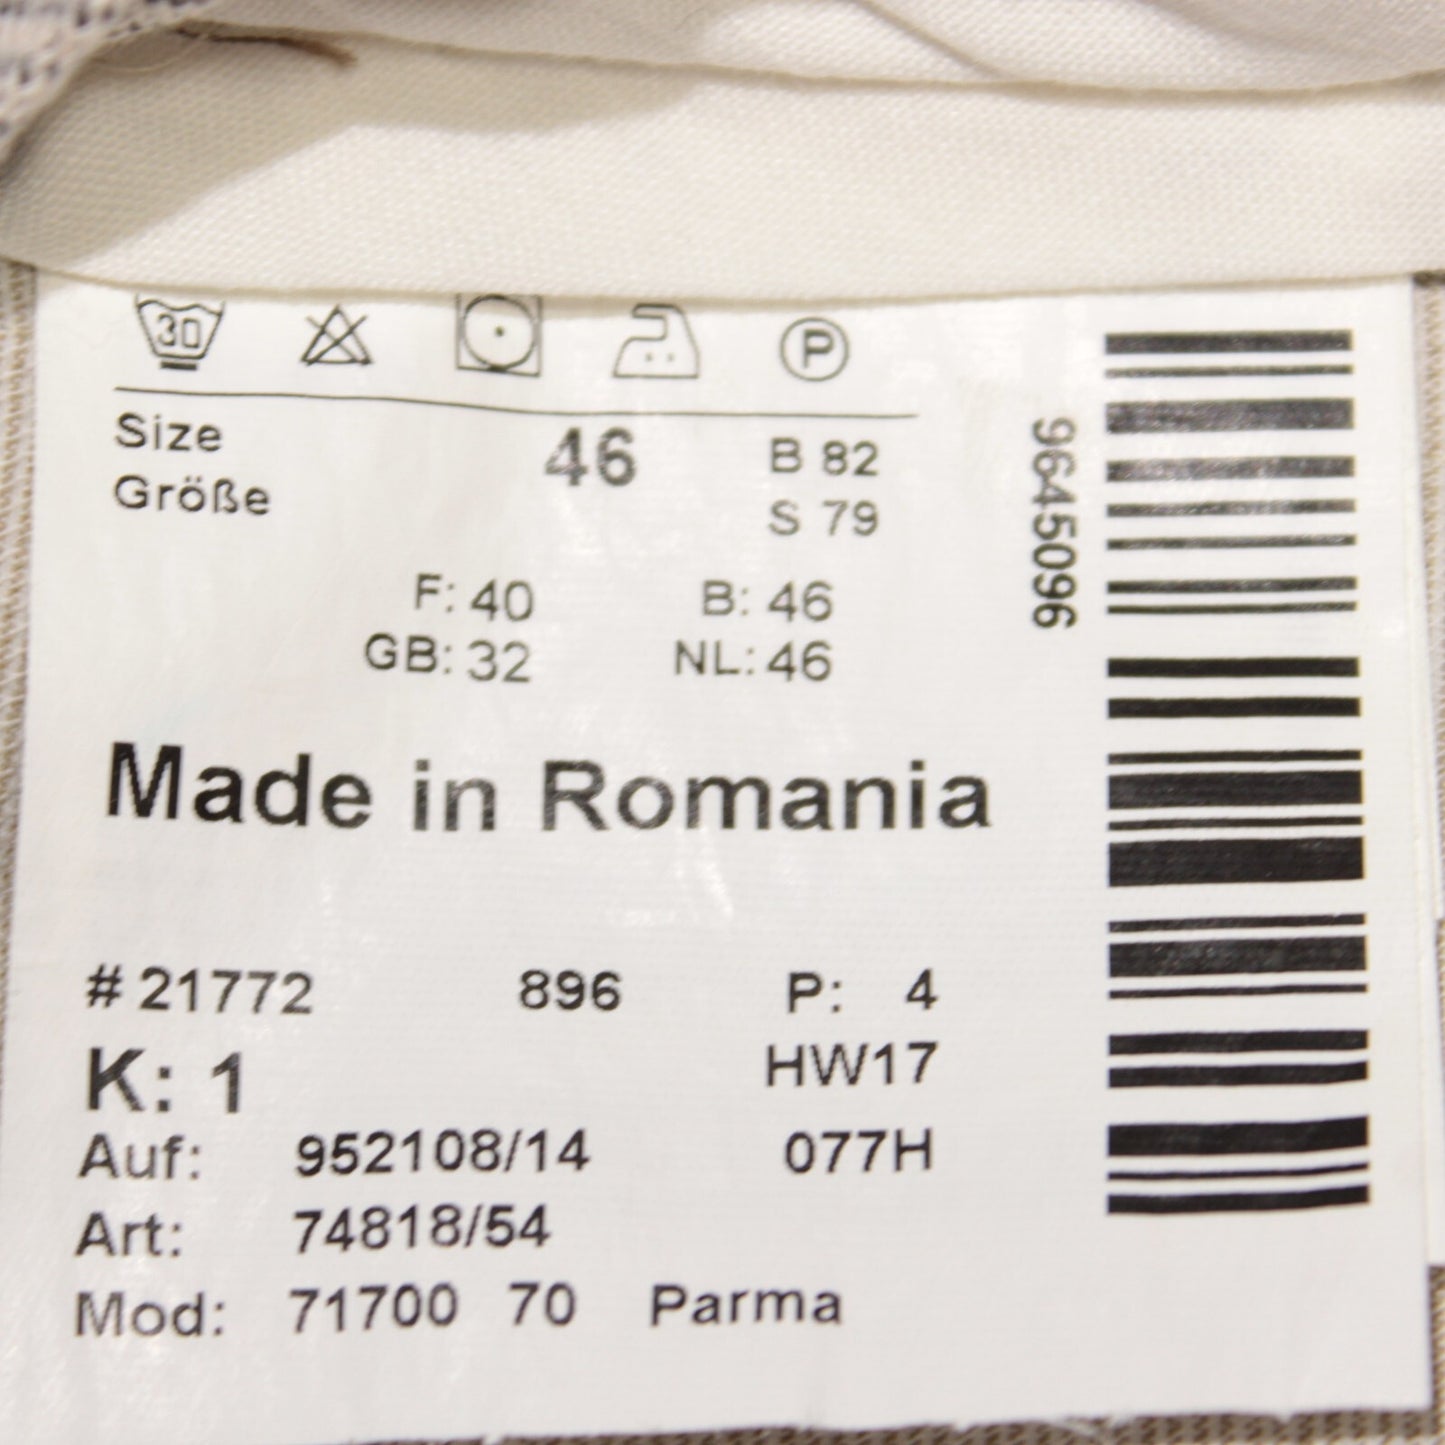 30 P
Size 46 B 82
Größe S 79
F: 40 B: 46
GB: 32 NL: 46
Made in Romania
# 21772 896 P: 4
K: 1 HW17
Auf: 952108/14 077H
Art: 74818/54
Mod: 71700 70 Parma
9645096